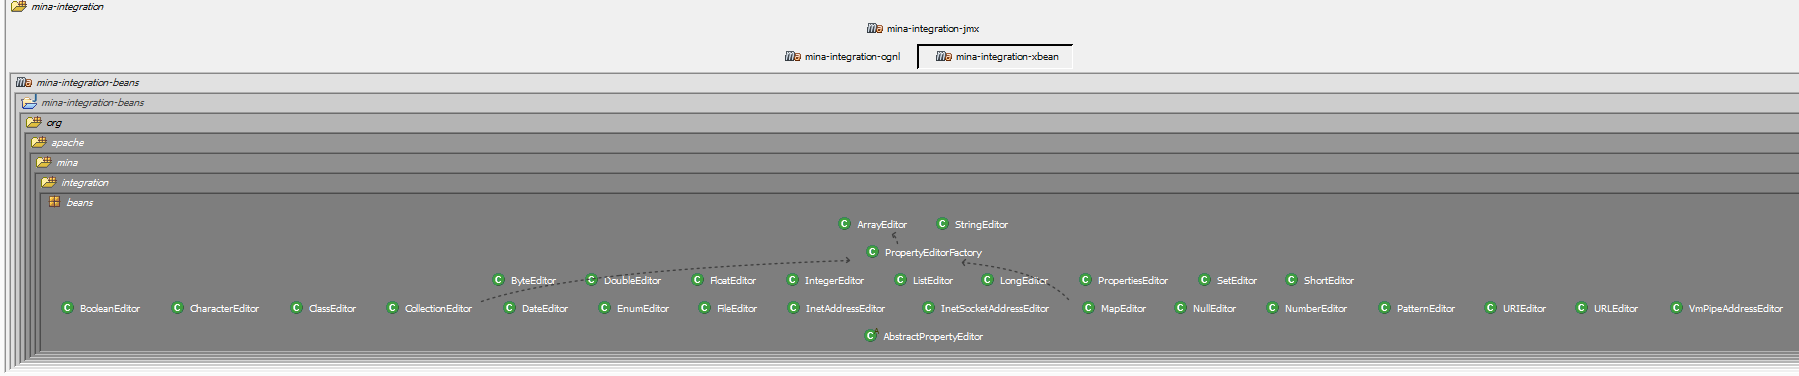 mina-integration
mina-integration-jmx
mina-integration-ognl mina-integration-xbean
mina-integration-beans
mina-integration-beans
org
apache
mina
integration
beans
ArrayEditor StringEditor
PropertyEditorFactory
ByteEditor DoubleEditor FloatEditor IntegerEditor ListEditor LongEditor PropertiesEditor SetEditor ShortEditor
BooleanEditor CharacterEditor ClassEditor CollectionEditor DateEditor EnumEditor FileEditor InetAddressEditor InetSocketAddressEditor MapEditor NullEditor NumberEditor PatternEditor URIEditor URLEditor VmPipeAddressEditor
AbstractPropertyEditor